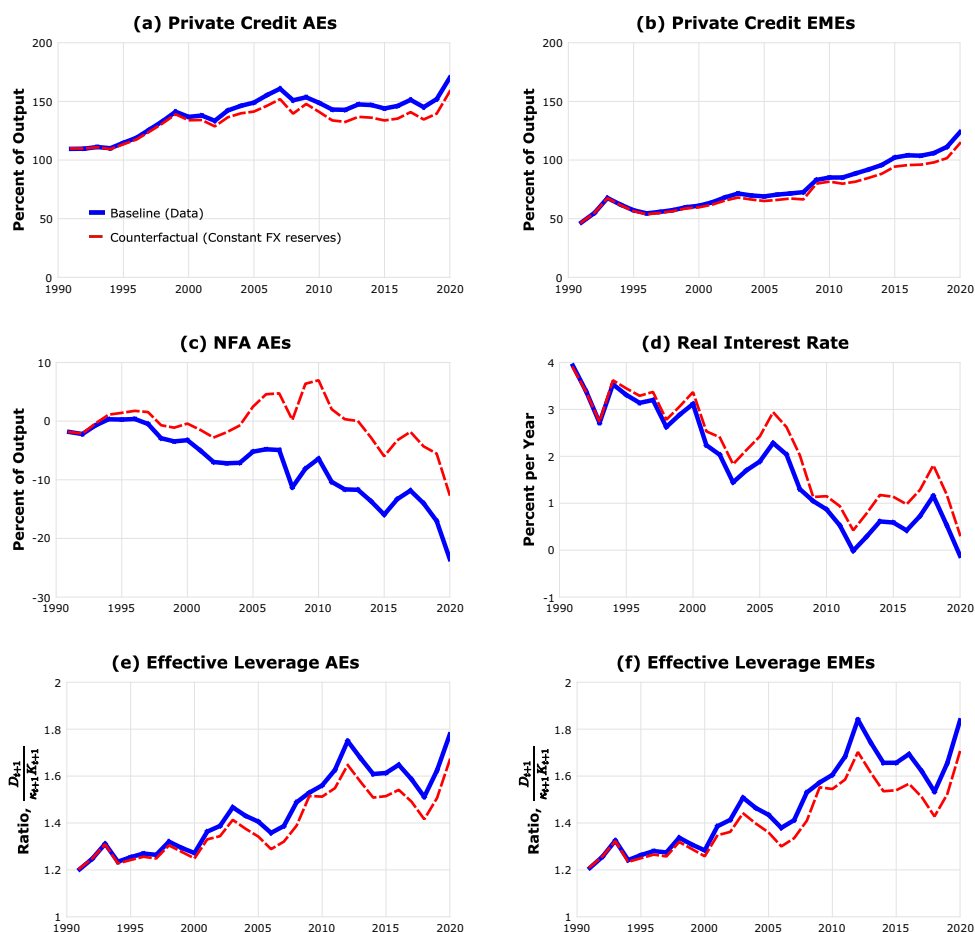 (a) Private Credit AEs
Percent of Output
200
150
100
50
0
1990 1995 2000 2005 2010 2015 2020
Baseline (Data)
Counterfactual (Constant FX reserves)
(b) Private Credit EMEs
Percent of Output
200
150
100
50
0
1990 1995 2000 2005 2010 2015 2020
(c) NFA AEs
Percent of Output
10
0
-10
-20
-30
1990 1995 2000 2005 2010 2015 2020
(d) Real Interest Rate
Percent per Year
4
3
2
1
0
-1
1990 1995 2000 2005 2010 2015 2020
(e) Effective Leverage AEs
Ratio, D_{t+1} / κ_{t+1}K_{t+1}
2
1.8
1.6
1.4
1.2
1
1990 1995 2000 2005 2010 2015 2020
(f) Effective Leverage EMEs
Ratio, D_{t+1} / κ_{t+1}K_{t+1}
2
1.8
1.6
1.4
1.2
1
1990 1995 2000 2005 2010 2015 2020